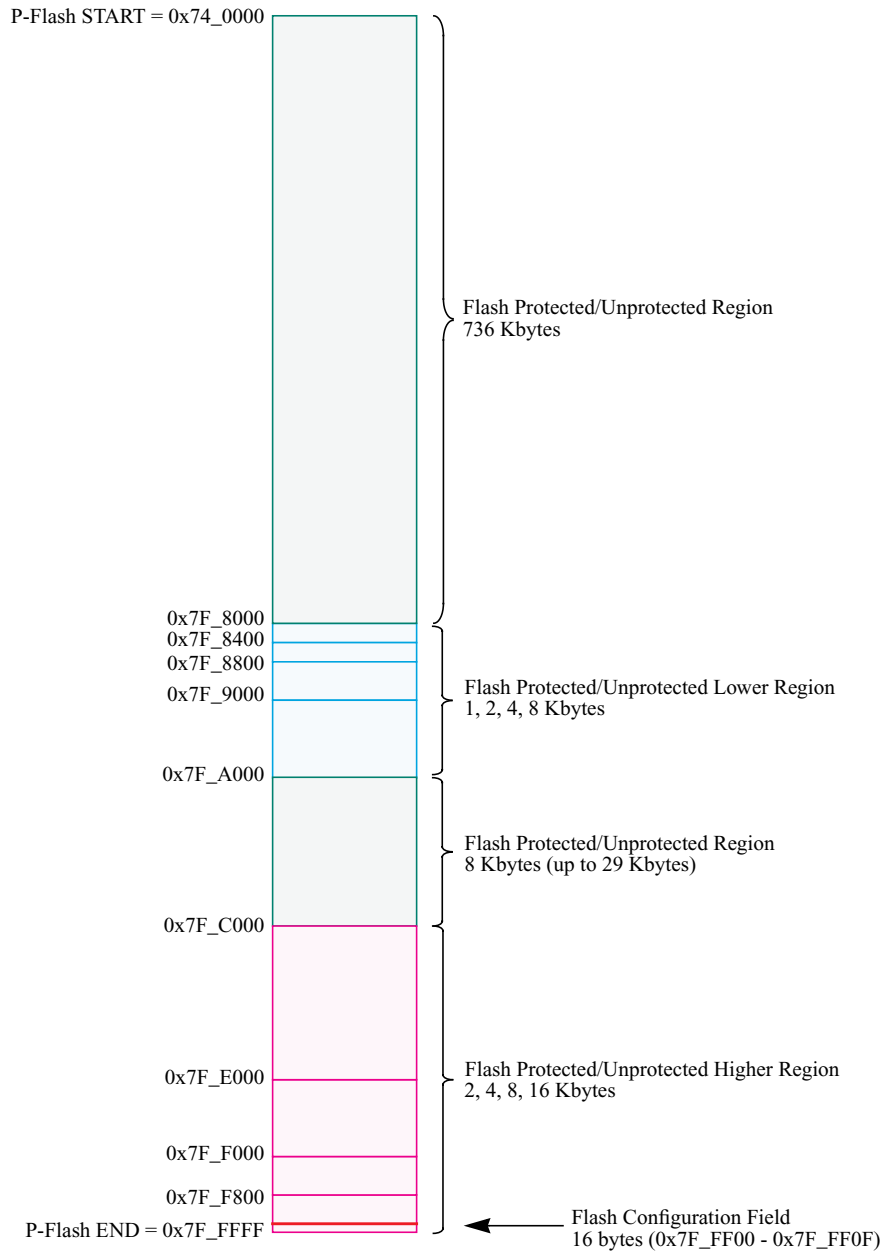 P-Flash START = 0x74_0000
Flash Protected/Unprotected Region
736 Kbytes
0x7F_8000
0x7F_8400
0x7F_8800
0x7F_9000
Flash Protected/Unprotected Lower Region
1, 2, 4, 8 Kbytes
0x7F_A000
Flash Protected/Unprotected Region
8 Kbytes (up to 29 Kbytes)
0x7F_C000
0x7F_E000
Flash Protected/Unprotected Higher Region
2, 4, 8, 16 Kbytes
0x7F_F000
0x7F_F800
P-Flash END = 0x7F_FFFF
Flash Configuration Field
16 bytes (0x7F_FF00 - 0x7F_FF0F)